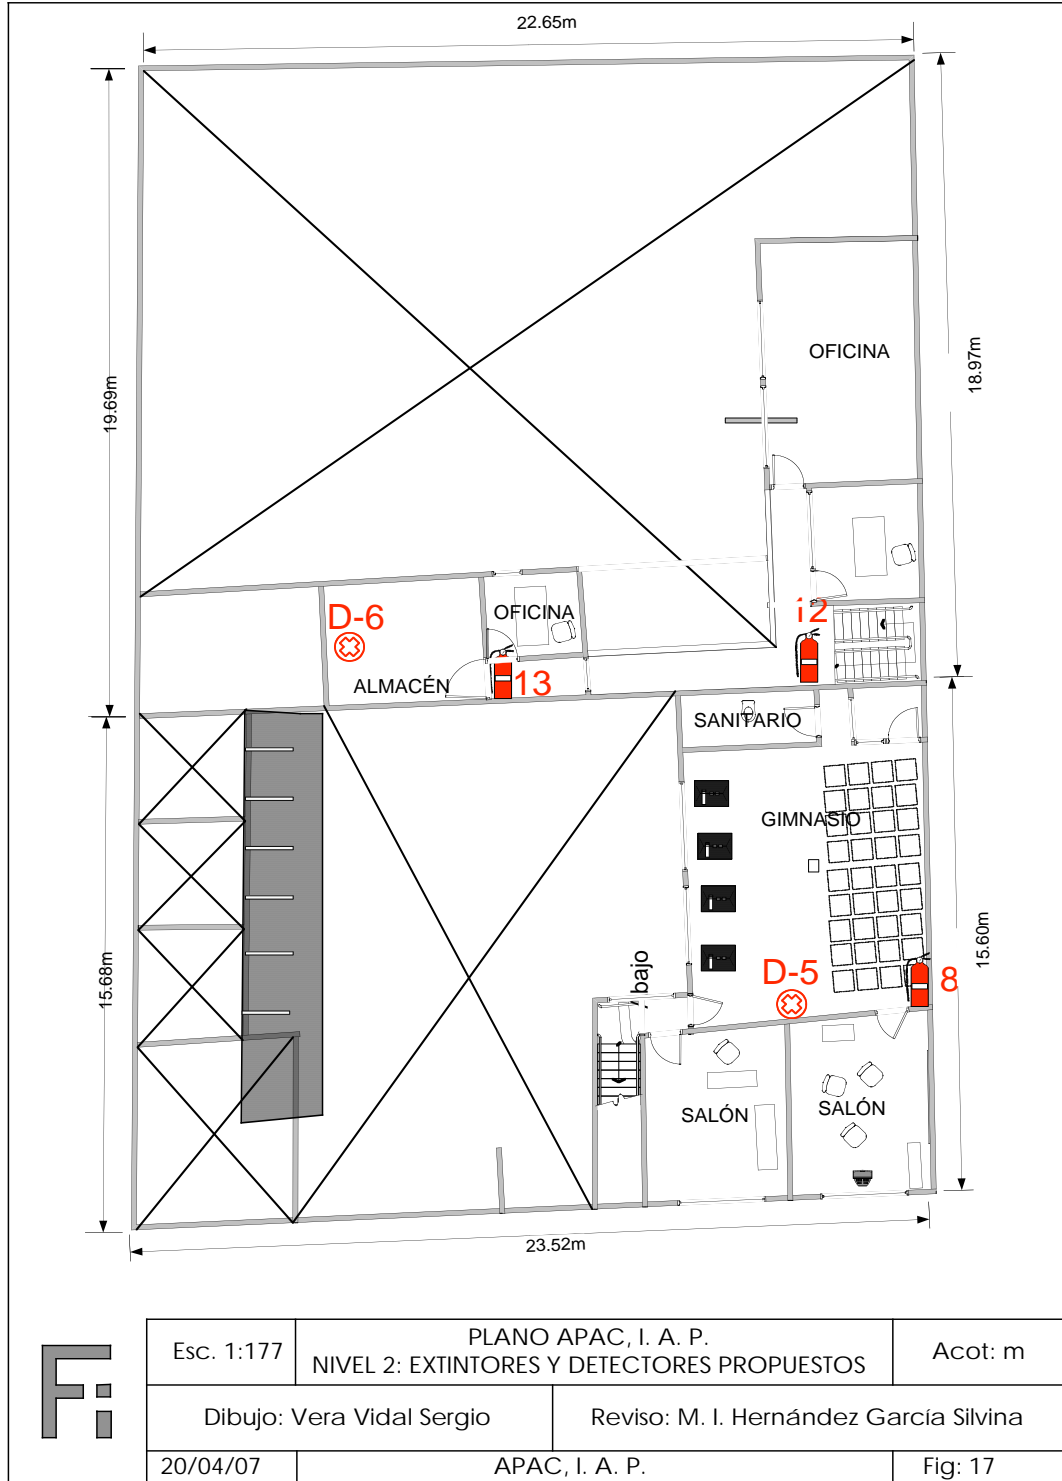 22.65m
OFICINA
18.97m
19.69m
D-6
OFICINA
12
ALMACÉN
13
SANITARIO
GIMNASIO
15.68m
bajo
D-5
8
15.60m
SALÓN
SALÓN
23.52m
Fi
Esc. 1:177
PLANO APAC, I. A. P.
NIVEL 2: EXTINTORES Y DETECTORES PROPUESTOS
Acot: m
Dibujo: Vera Vidal Sergio
Reviso: M. I. Hernández García Silvina
20/04/07
APAC, I. A. P.
Fig: 17